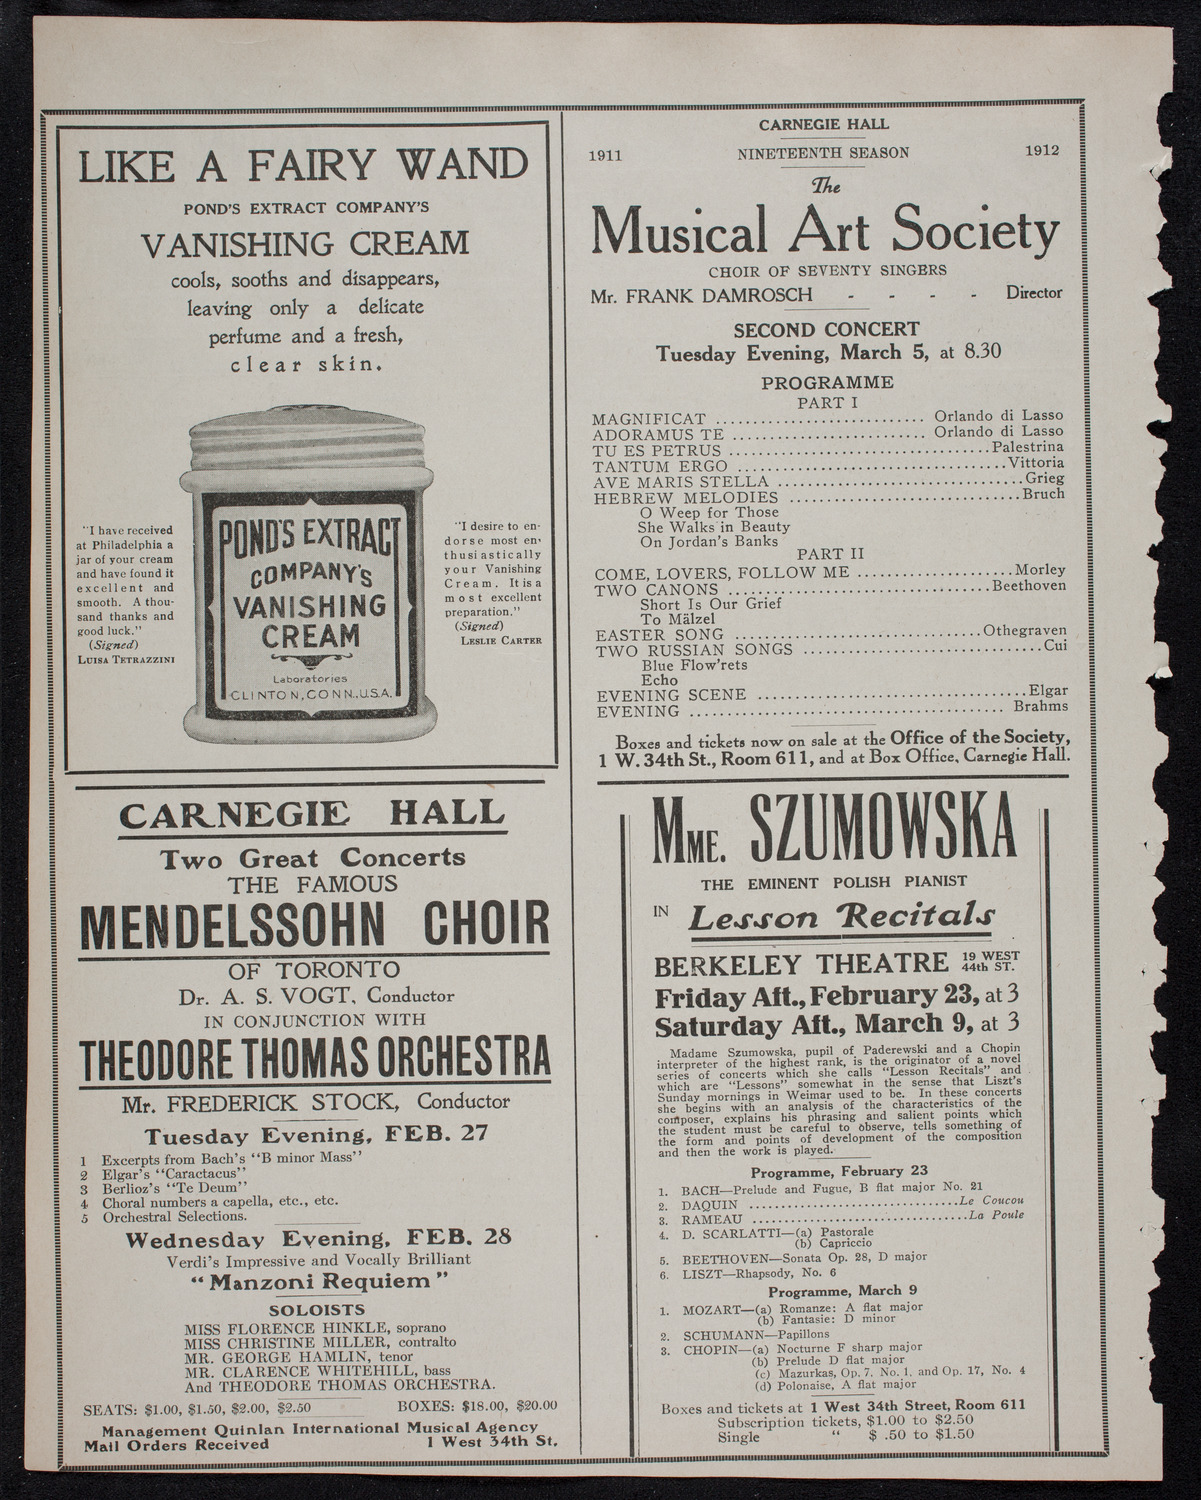 LIKE A FAIRY WAND
POND'S EXTRACT COMPANY'S
VANISHING CREAM
cools, sooths and disappears,
leaving only a delicate
perfume and a fresh,
clear skin.
"I have received
at Philadelphia a
jar of your cream
and have found it
excellent and
smooth. A thou-
sand thanks and
good luck."
(Signed)
LUISA TETRAZZINI
POND'S EXTRACT
COMPANY'S
VANISHING
CREAM
Laboratories
CLINTON, CONN., U.S.A.
"I desire to en-
dorse most en-
thusiastically
your Vanishing
Cream. It is a
most excellent
preparation."
(Signed)
LESLIE CARTER
CARNEGIE HALL
Two Great Concerts
THE FAMOUS
MENDELSSOHN CHOIR
OF TORONTO
Dr. A. S. VOGT, Conductor
IN CONJUNCTION WITH
THEODORE THOMAS ORCHESTRA
Mr. FREDERICK STOCK, Conductor
Tuesday Evening, FEB. 27
1 Excerpts from Bach's "B minor Mass"
2 Elgar's "Caractacus"
3 Berlioz's "Te Deum"
4 Choral numbers a capella, etc., etc.
5 Orchestral Selections.
Wednesday Evening, FEB. 28
Verdi's Impressive and Vocally Brilliant
"Manzoni Requiem"
SOLOISTS
MISS FLORENCE HINKLE, soprano
MISS CHRISTINE MILLER, contralto
MR. GEORGE HAMLIN, tenor
MR. CLARENCE WHITEHILL, bass
And THEODORE THOMAS ORCHESTRA.
SEATS: $1.00, $1.50, $2.00, $2.50 BOXES: $18.00, $20.00
Management Quinlan International Musical Agency
Mail Orders Received 1 West 34th St.
CARNEGIE HALL
1911 NINETEENTH SEASON 1912
The
Musical Art Society
CHOIR OF SEVENTY SINGERS
Mr. FRANK DAMROSCH - - - - Director
SECOND CONCERT
Tuesday Evening, March 5, at 8.30
PROGRAMME
PART I
MAGNIFICAT ........................... Orlando di Lasso
ADORAMUS TE ......................... Orlando di Lasso
TU ES PETRUS ..................................Palestrina
TANTUM ERGO ...................................Vittoria
AVE MARIS STELLA ................................Grieg
HEBREW MELODIES ..............................Bruch
O Weep for Those
She Walks in Beauty
On Jordan's Banks
PART II
COME, LOVERS, FOLLOW ME ....................Morley
TWO CANONS ..................................Beethoven
Short Is Our Grief
To Mälzel
EASTER SONG ................................Othegraven
TWO RUSSIAN SONGS ...............................Cui
Blue Flow'rets
Echo
EVENING SCENE ...................................Elgar
EVENING ......................................... Brahms
Boxes and tickets now on sale at the Office of the Society,
1 W. 34th St., Room 611, and at Box Office, Carnegie Hall.
MME. SZUMOWSKA
THE EMINENT POLISH PIANIST
IN Lesson Recitals
BERKELEY THEATRE 19 WEST 44th ST.
Friday Aft., February 23, at 3
Saturday Aft., March 9, at 3
Madame Szumowska, pupil of Paderewski and a Chopin
interpreter of the highest rank, is the originator of a novel
series of concerts which she calls "Lesson Recitals" and
which are "Lessons" somewhat in the sense that Liszt's
Sunday mornings in Weimar used to be. In these concerts
she begins with an analysis of the characteristics of the
composer, explains his phrasing and salient points which
the student must be careful to observe, tells something of
the form and points of development of the composition
and then the work is played.
Programme, February 23
1. BACH—Prelude and Fugue, B flat major No. 21
2. DAQUIN ...............................Le Coucou
3. RAMEAU ................................La Poule
4. D. SCARLATTI—(a) Pastorale
(b) Capriccio
5. BEETHOVEN—Sonata Op. 28, D major
6. LISZT—Rhapsody, No. 6
Programme, March 9
1. MOZART—(a) Romanze: A flat major
(b) Fantasie: D minor
2. SCHUMANN—Papillons
3. CHOPIN—(a) Nocturne F sharp major
(b) Prelude D flat major
(c) Mazurkas, Op. 7, No. 1, and Op. 17, No. 4
(d) Polonaise, A flat major
Boxes and tickets at 1 West 34th Street, Room 611
Subscription tickets, $1.00 to $2.50
Single " $ .50 to $1.50